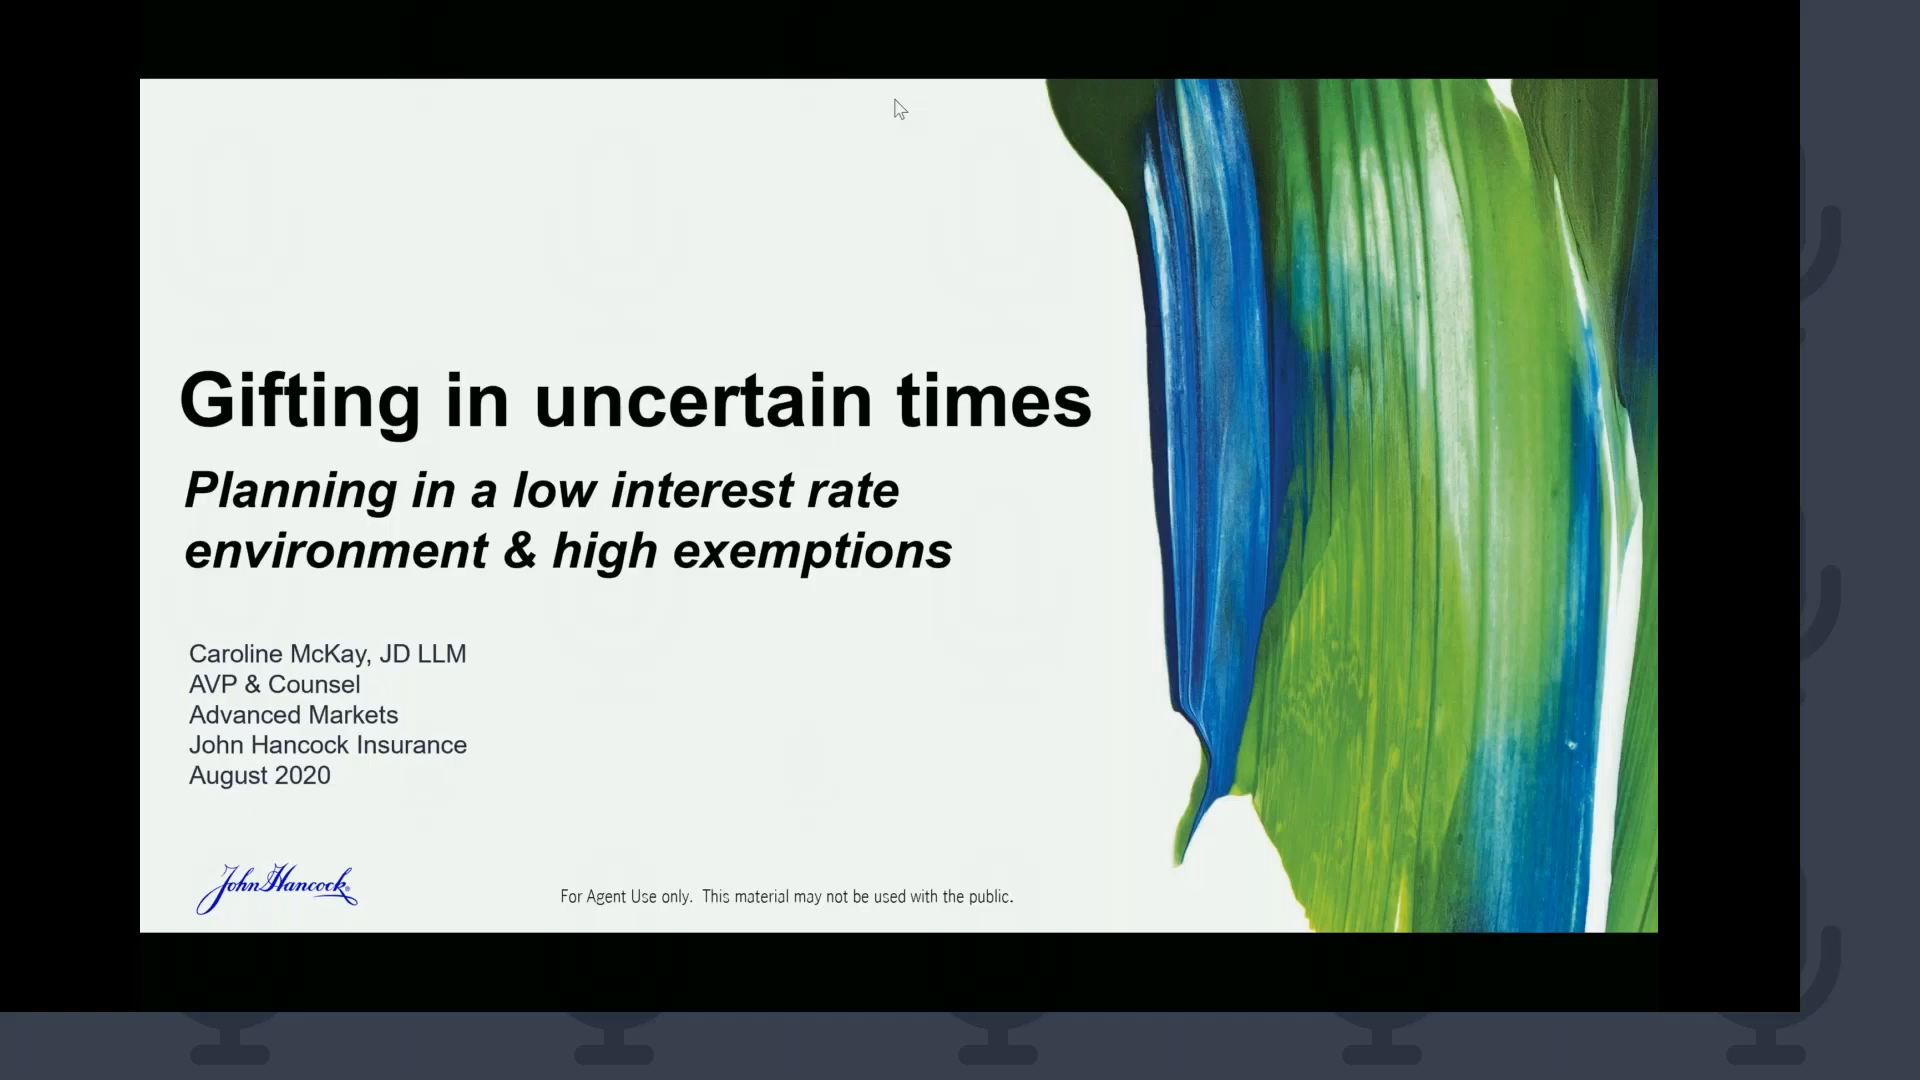 Gifting in uncertain times
Planning in a low interest rate
environment & high exemptions
Caroline McKay, JD LLM
AVP & Counsel
Advanced Markets
John Hancock Insurance
August 2020
John Hancock®
For Agent Use only. This material may not be used with the public.